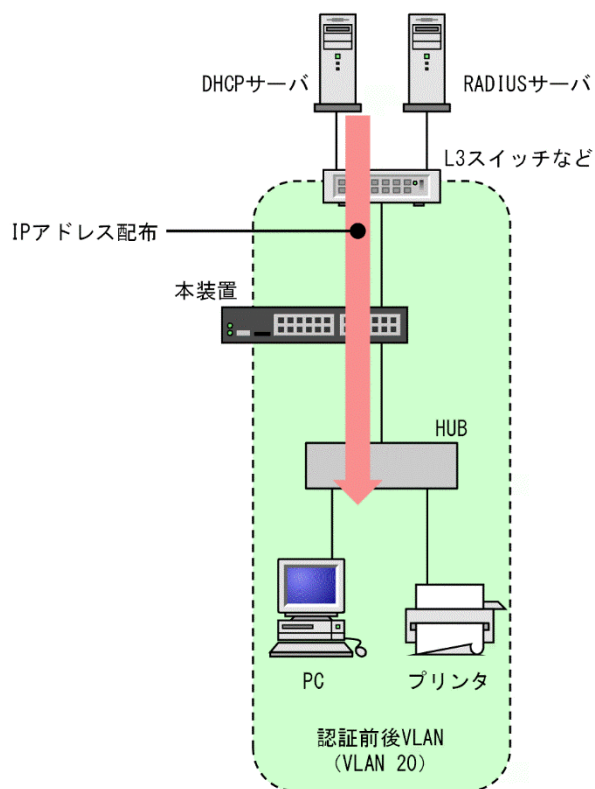 DHCPサーバ
RADIUSサーバ
L3スイッチなど
IPアドレス配布
本装置
HUB
PC
プリンタ
認証前後VLAN
(VLAN 20)